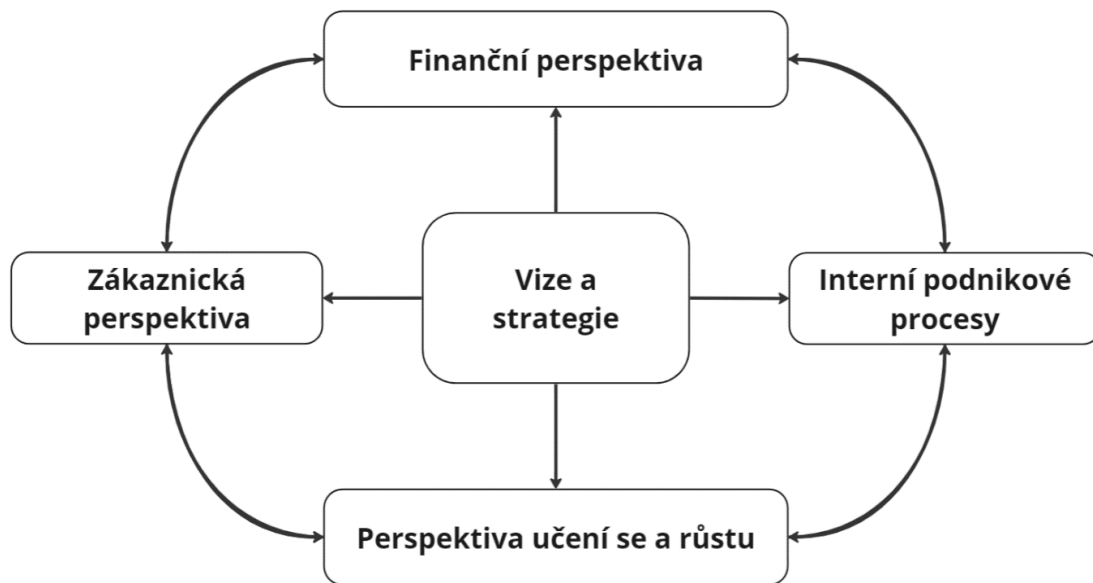 Finanční perspektiva
Zákaznická
perspektiva
Vize a
strategie
Interní podnikové
procesy
Perspektiva učení se a růstu